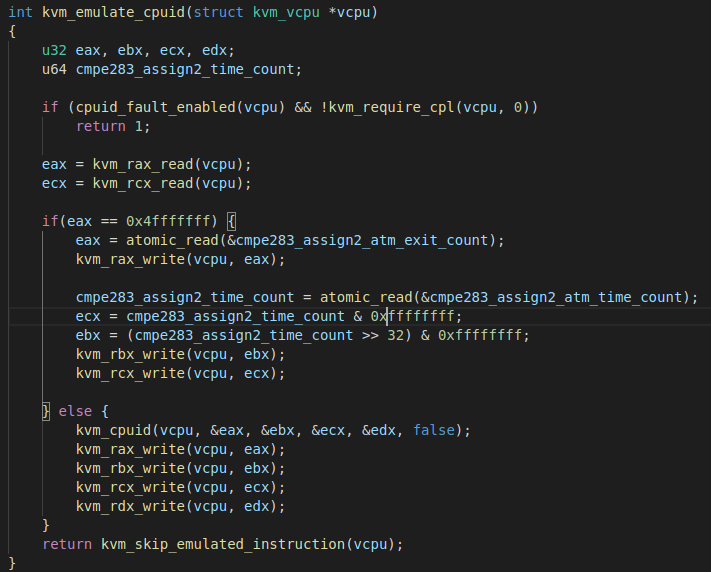 int kvm_emulate_cpuid(struct kvm_vcpu *vcpu)
{
    u32 eax, ebx, ecx, edx;
    u64 cmpe283_assign2_time_count;

    if (cpuid_fault_enabled(vcpu) && !kvm_require_cpl(vcpu, 0))
        return 1;

    eax = kvm_rax_read(vcpu);
    ecx = kvm_rcx_read(vcpu);

    if(eax == 0x4fffffff) {
        eax = atomic_read(&cmpe283_assign2_atm_exit_count);
        kvm_rax_write(vcpu, eax);

        cmpe283_assign2_time_count = atomic_read(&cmpe283_assign2_atm_time_count);
        ecx = cmpe283_assign2_time_count & 0xffffffff;
        ebx = (cmpe283_assign2_time_count >> 32) & 0xffffffff;
        kvm_rbx_write(vcpu, ebx);
        kvm_rcx_write(vcpu, ecx);

    } else {
        kvm_cpuid(vcpu, &eax, &ebx, &ecx, &edx, false);
        kvm_rax_write(vcpu, eax);
        kvm_rbx_write(vcpu, ebx);
        kvm_rcx_write(vcpu, ecx);
        kvm_rdx_write(vcpu, edx);
    }
    return kvm_skip_emulated_instruction(vcpu);
}